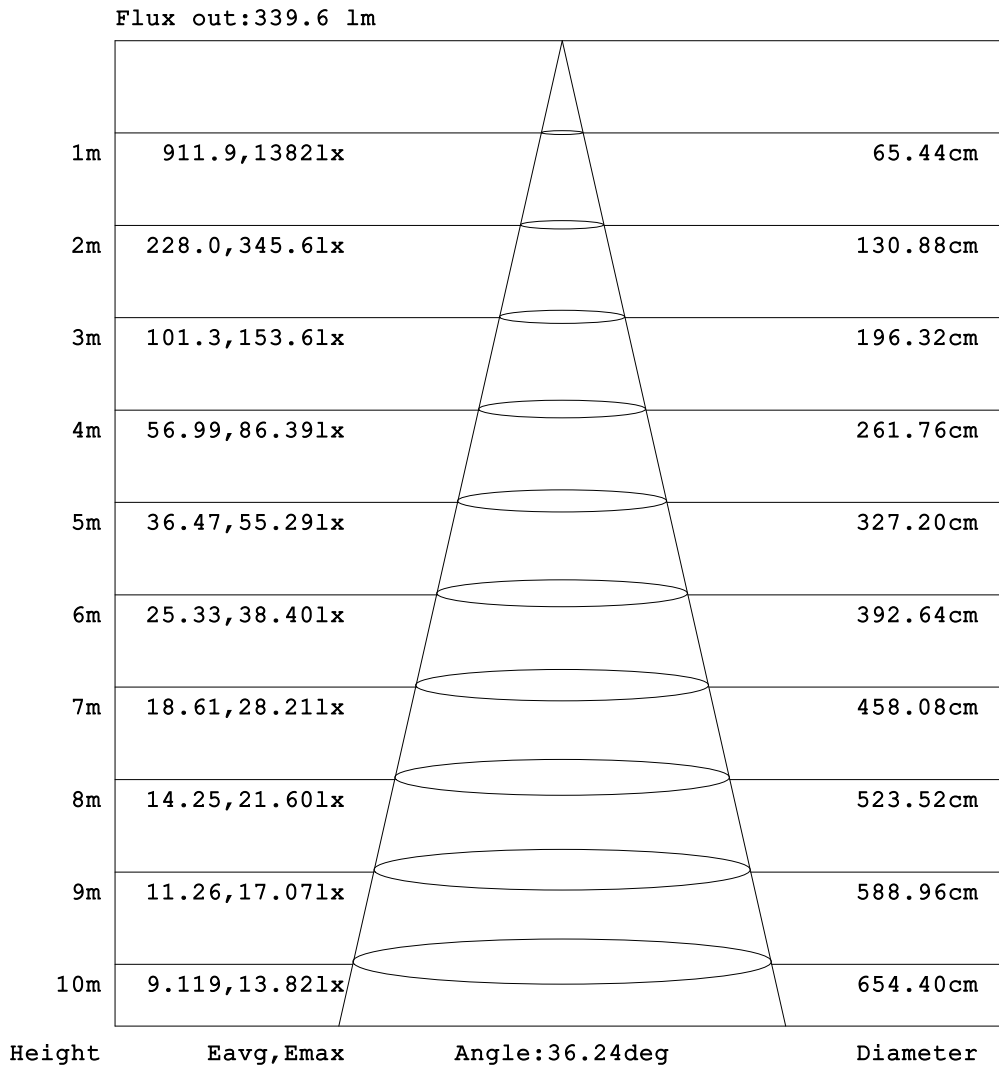 Flux out:339.6 lm
1m 911.9,1382lx 65.44cm
2m 228.0,345.6lx 130.88cm
3m 101.3,153.6lx 196.32cm
4m 56.99,86.39lx 261.76cm
5m 36.47,55.29lx 327.20cm
6m 25.33,38.40lx 392.64cm
7m 18.61,28.21lx 458.08cm
8m 14.25,21.60lx 523.52cm
9m 11.26,17.07lx 588.96cm
10m 9.119,13.82lx 654.40cm
Height Eavg,Emax Angle:36.24deg Diameter